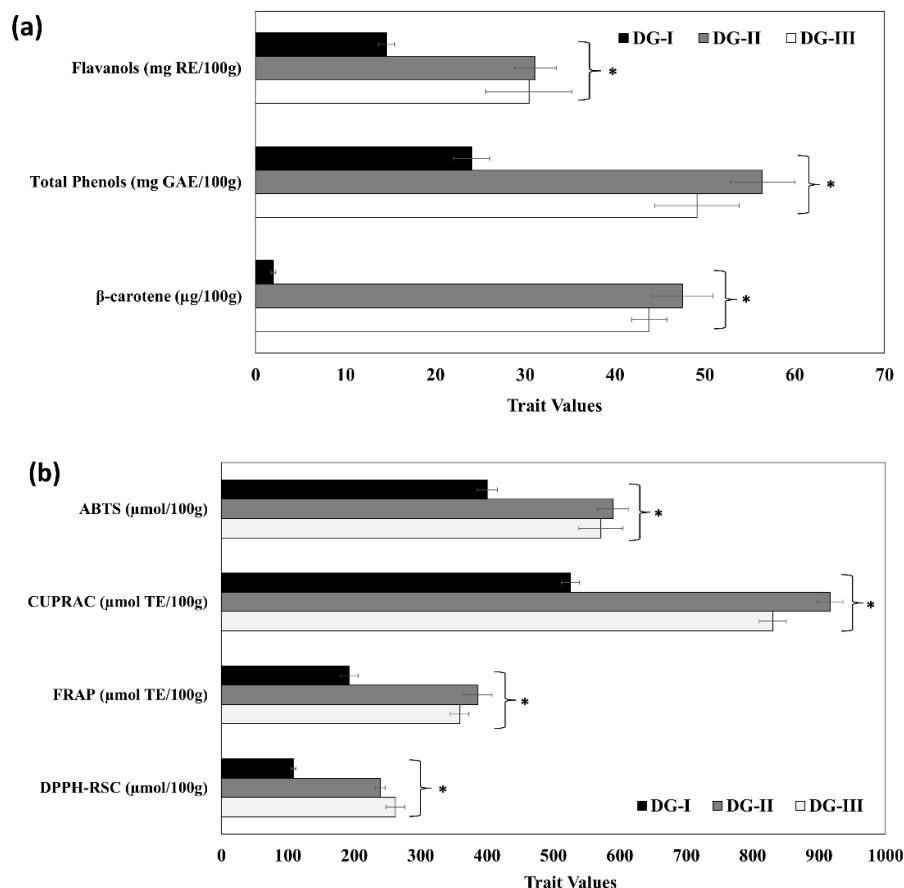 (a)
DG-I DG-II DG-III
Flavanols (mg RE/100g)
*
Total Phenols (mg GAE/100g)
*
β-carotene (µg/100g)
*
0 10 20 30 40 50 60 70
Trait Values
(b)
ABTS (µmol/100g)
*
CUPRAC (µmol TE/100g)
*
FRAP (µmol TE/100g)
*
DPPH-RSC (µmol/100g)
*
DG-I DG-II DG-III
0 100 200 300 400 500 600 700 800 900 1000
Trait Values